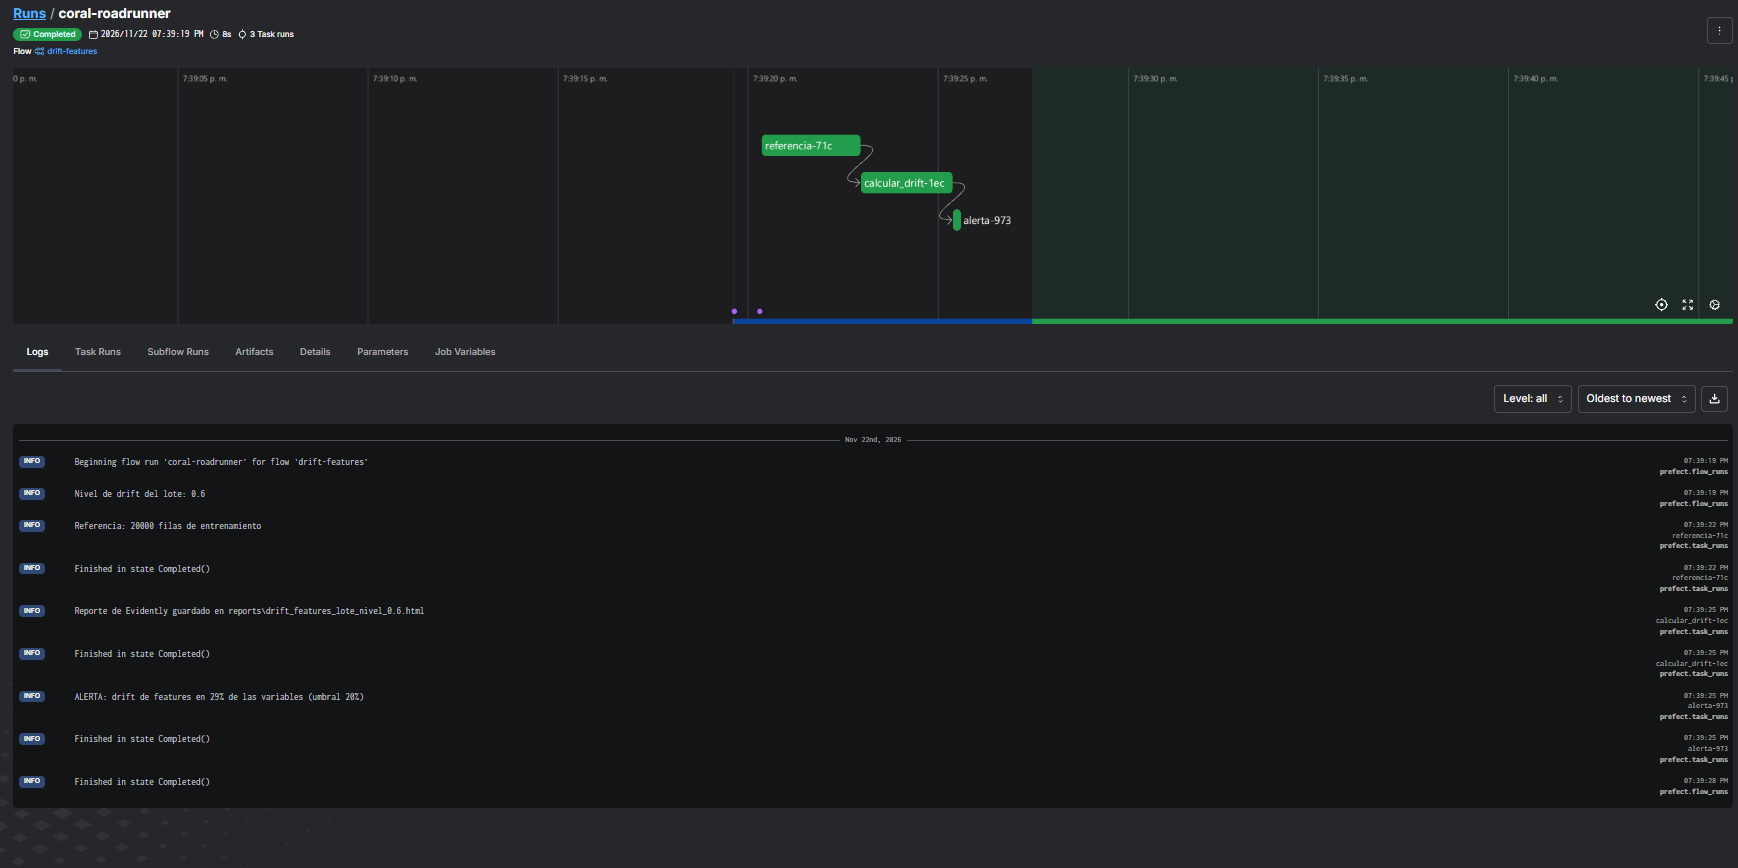 Runs / coral-roadrunner
Completed 2026/11/22 07:39:19 PM 8s 3 Task runs
Flow drift-features
0 p. m. 7:39:05 p. m. 7:39:10 p. m. 7:39:15 p. m. 7:39:20 p. m. 7:39:25 p. m. 7:39:30 p. m. 7:39:35 p. m. 7:39:40 p. m. 7:39:45 p
referencia-71c
calcular_drift-1ec
alerta-973
Logs Task Runs Subflow Runs Artifacts Details Parameters Job Variables
Level: all Oldest to newest
Nov 22nd, 2026
INFO Beginning flow run 'coral-roadrunner' for flow 'drift-features' 07:39:19 PM
prefect.flow_runs
INFO Nivel de drift del lote: 0.6 07:39:19 PM
prefect.flow_runs
INFO Referencia: 20000 filas de entrenamiento 07:39:22 PM
referencia-71c
prefect.task_runs
INFO Finished in state Completed() 07:39:22 PM
referencia-71c
prefect.task_runs
INFO Reporte de Evidently guardado en reports\drift_features_lote_nivel_0.6.html 07:39:25 PM
calcular_drift-1ec
prefect.task_runs
INFO Finished in state Completed() 07:39:25 PM
calcular_drift-1ec
prefect.task_runs
INFO ALERTA: drift de features en 29% de las variables (umbral 20%) 07:39:25 PM
alerta-973
prefect.task_runs
INFO Finished in state Completed() 07:39:25 PM
alerta-973
prefect.task_runs
INFO Finished in state Completed() 07:39:28 PM
prefect.flow_runs